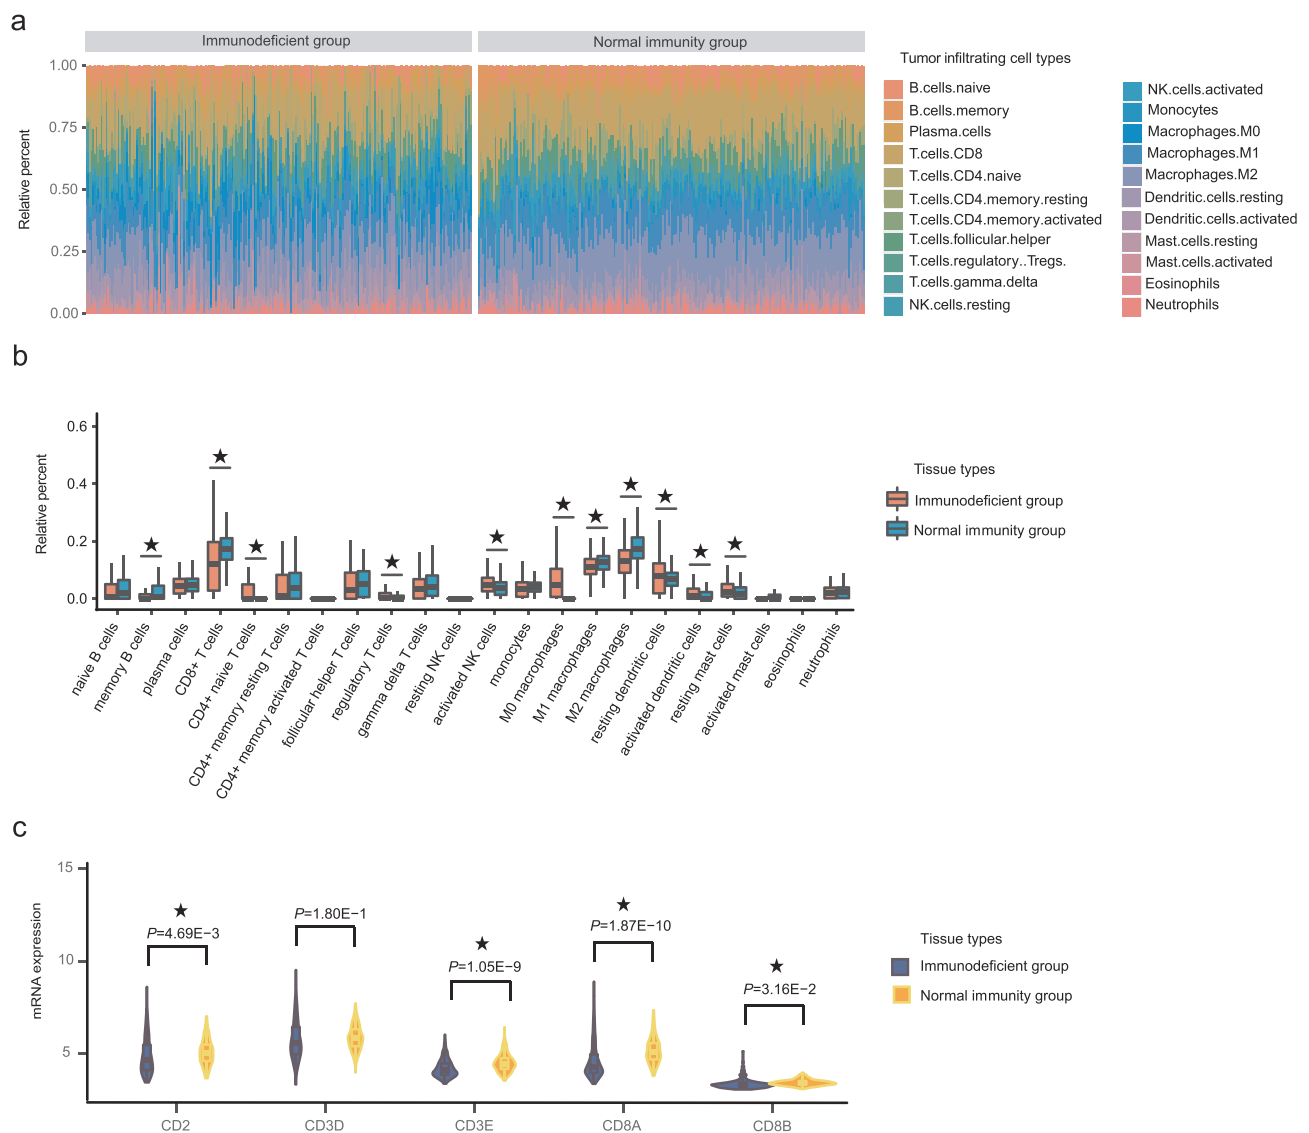 a
Immunodeficient group
Normal immunity group
Relative percent
1.00
0.75
0.50
0.25
0.00
Tumor infiltrating cell types
B.cells.naive
B.cells.memory
Plasma.cells
T.cells.CD8
T.cells.CD4.naive
T.cells.CD4.memory.resting
T.cells.CD4.memory.activated
T.cells.follicular.helper
T.cells.regulatory..Tregs.
T.cells.gamma.delta
NK.cells.resting
NK.cells.activated
Monocytes
Macrophages.M0
Macrophages.M1
Macrophages.M2
Dendritic.cells.resting
Dendritic.cells.activated
Mast.cells.resting
Mast.cells.activated
Eosinophils
Neutrophils
b
Relative percent
0.6
0.4
0.2
0.0
★
★
★
★
★
★
★
★
★
★
★
naive B cells
memory B cells
plasma cells
CD8+ T cells
CD4+ naive T cells
CD4+ memory resting T cells
CD4+ memory activated T cells
follicular helper T cells
regulatory T cells
gamma delta T cells
resting NK cells
activated NK cells
monocytes
M0 macrophages
M1 macrophages
M2 macrophages
resting dendritic cells
activated dendritic cells
resting mast cells
activated mast cells
eosinophils
neutrophils
Tissue types
Immunodeficient group
Normal immunity group
c
mRNA expression
15
10
5
★
P=4.69E−3
P=1.80E−1
★
P=1.05E−9
★
P=1.87E−10
★
P=3.16E−2
CD2
CD3D
CD3E
CD8A
CD8B
Tissue types
Immunodeficient group
Normal immunity group